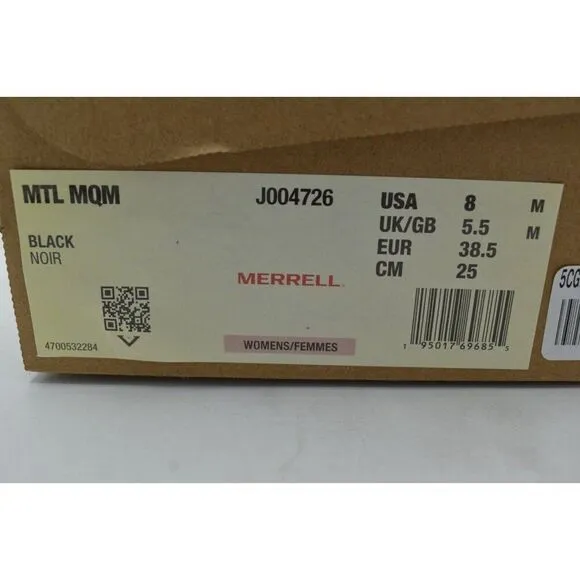 MTL MQM J004726
BLACK
NOIR
MERRELL
4700532284
WOMENS/FEMMES
USA 8 M
UK/GB 5.5 M
EUR 38.5
CM 25
1 95017 69685 5
5CG